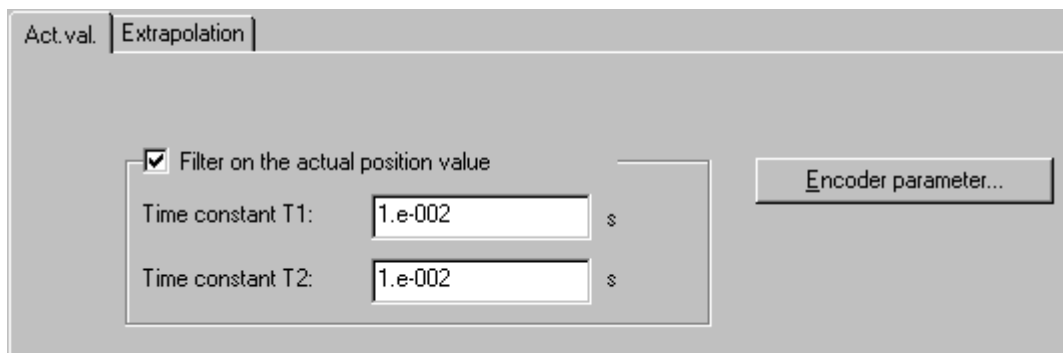 Act.val. Extrapolation
Filter on the actual position value
Encoder parameter...
Time constant T1: 1.e-002 s
Time constant T2: 1.e-002 s